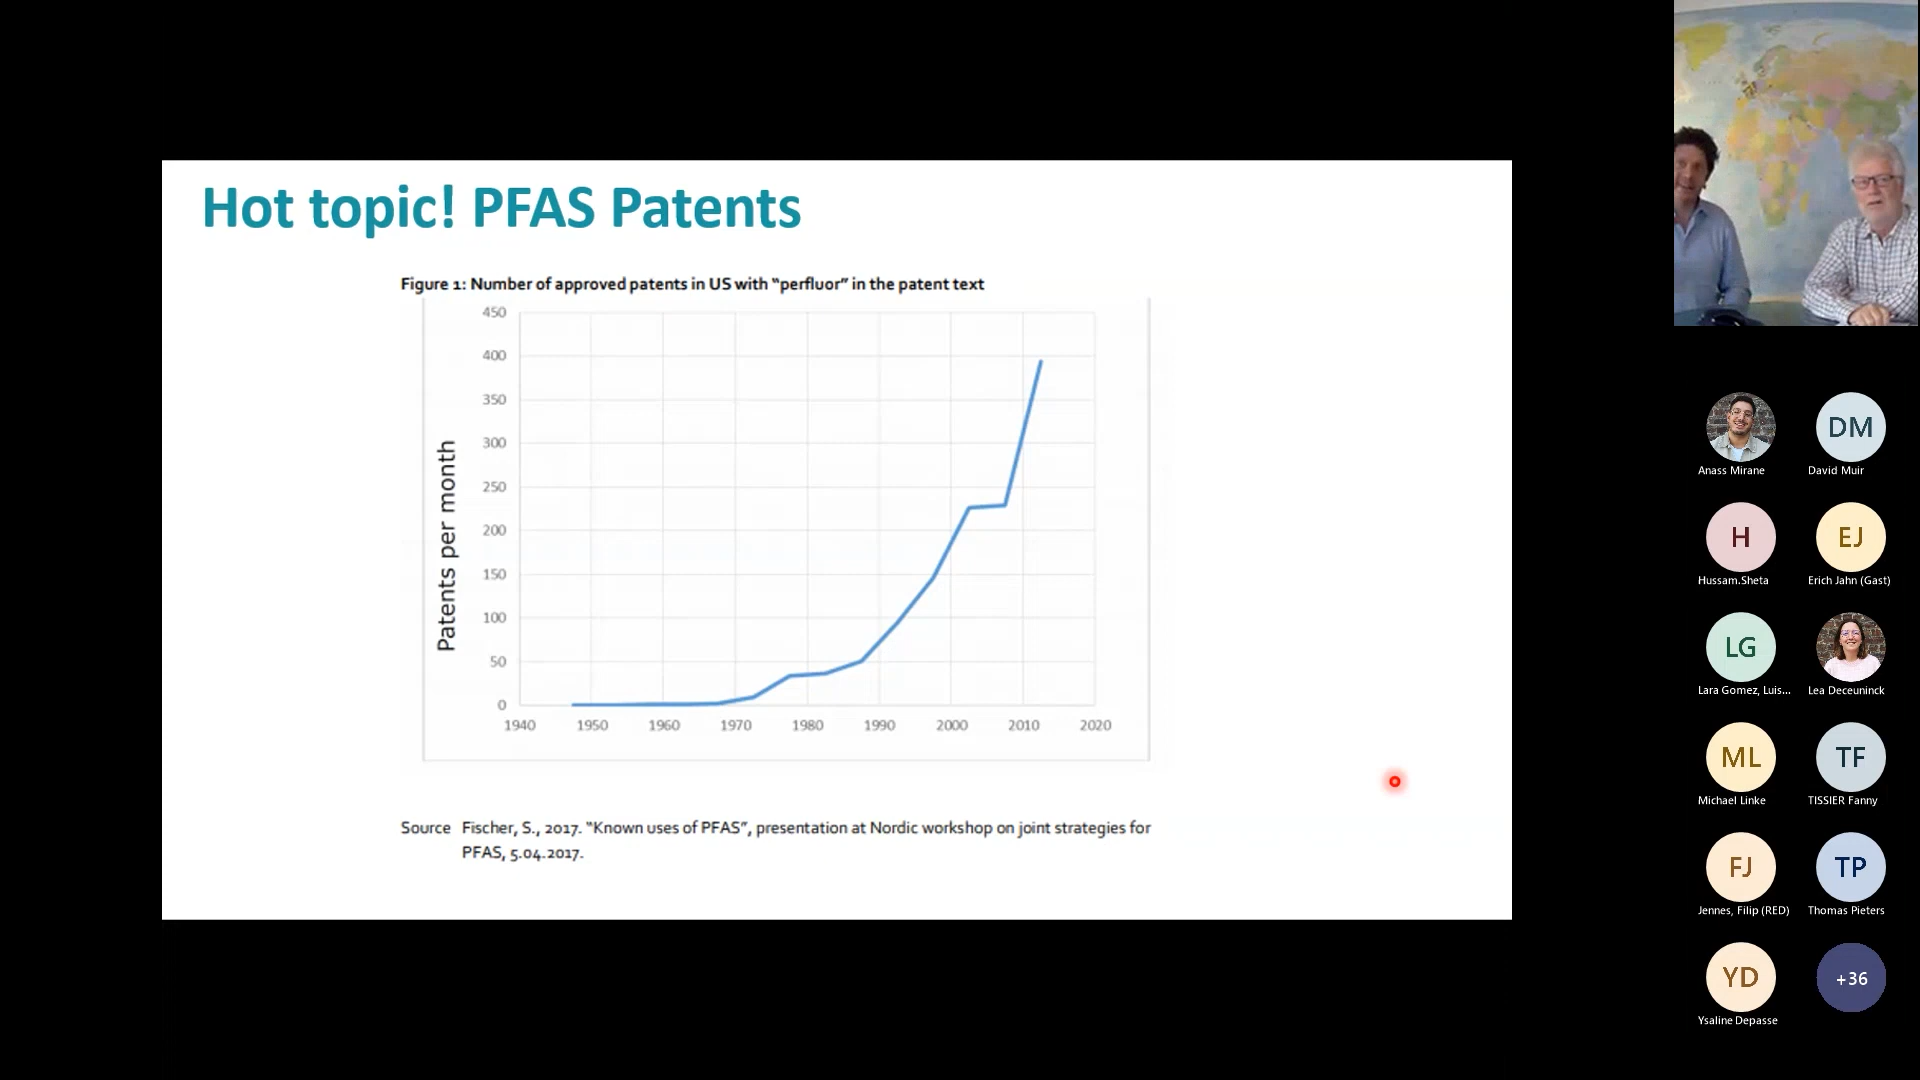 Hot topic! PFAS Patents
Figure 1: Number of approved patents in US with “perfluor” in the patent text
Patents per month
450
400
350
300
250
200
150
100
50
0
1940 1950 1960 1970 1980 1990 2000 2010 2020
Source Fischer, S., 2017. “Known uses of PFAS”, presentation at Nordic workshop on joint strategies for
PFAS, 5.04.2017.
Anass Mirane
DM
David Muir
H
Hussam.Sheta
EJ
Erich Jahn (Gast)
LG
Lara Gomez, Luis...
Lea Deceuninck
ML
Michael Linke
TF
TISSIER Fanny
FJ
Jennes, Filip (RED)
TP
Thomas Pieters
YD
Ysaline Depasse
+36